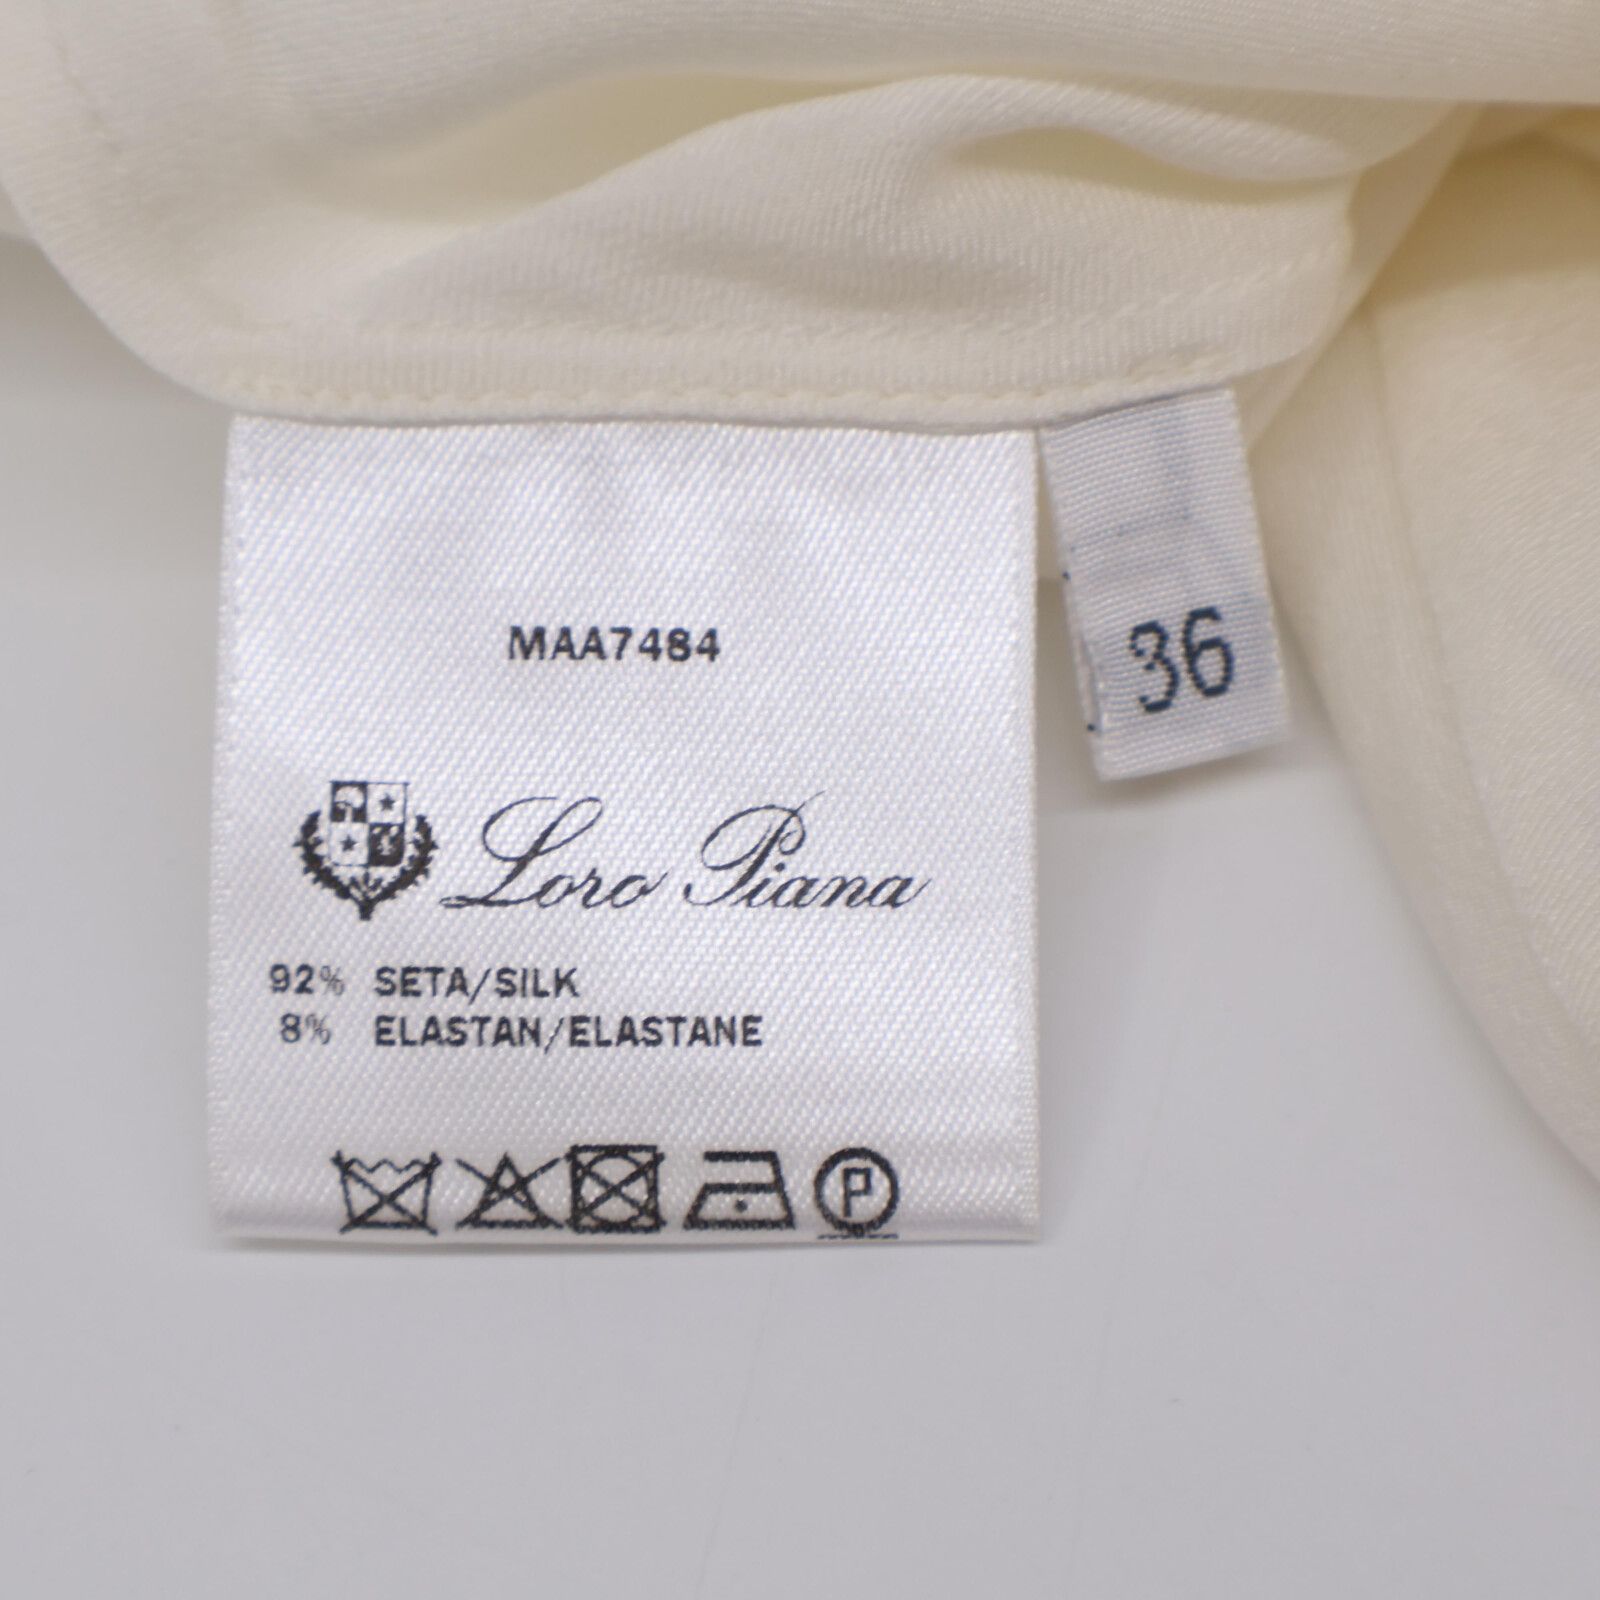 MAA7484
36
Loro Piana
92% SETA/SILK
8% ELASTAN/ELASTANE
P